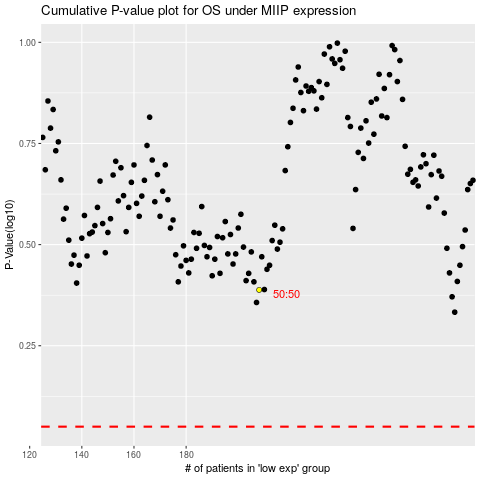 Cumulative P-value plot for OS under MIIP expression
1.00
0.75
0.50
0.25
P-Value(log10)
50:50
120 140 160 180
# of patients in 'low exp' group